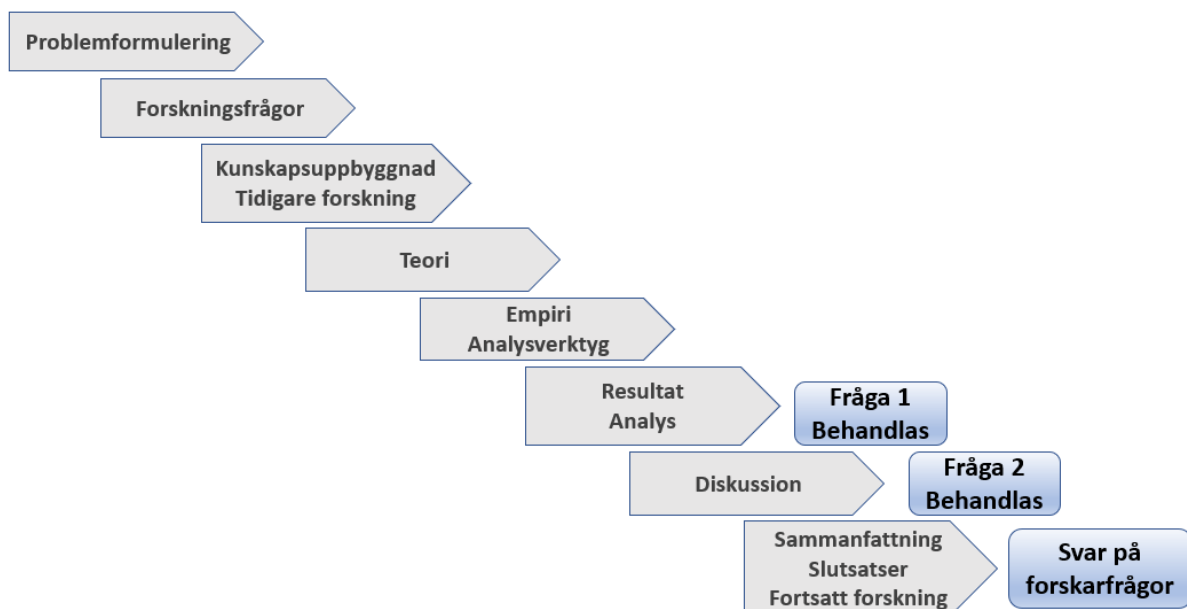 Problemformulering
Forskningsfrågor
Kunskapsuppbyggnad
Tidigare forskning
Teori
Empiri
Analysverktyg
Resultat
Analys
Fråga 1
Behandlas
Diskussion
Fråga 2
Behandlas
Sammanfattning
Slutsatser
Fortsatt forskning
Svar på
forskarfrågor